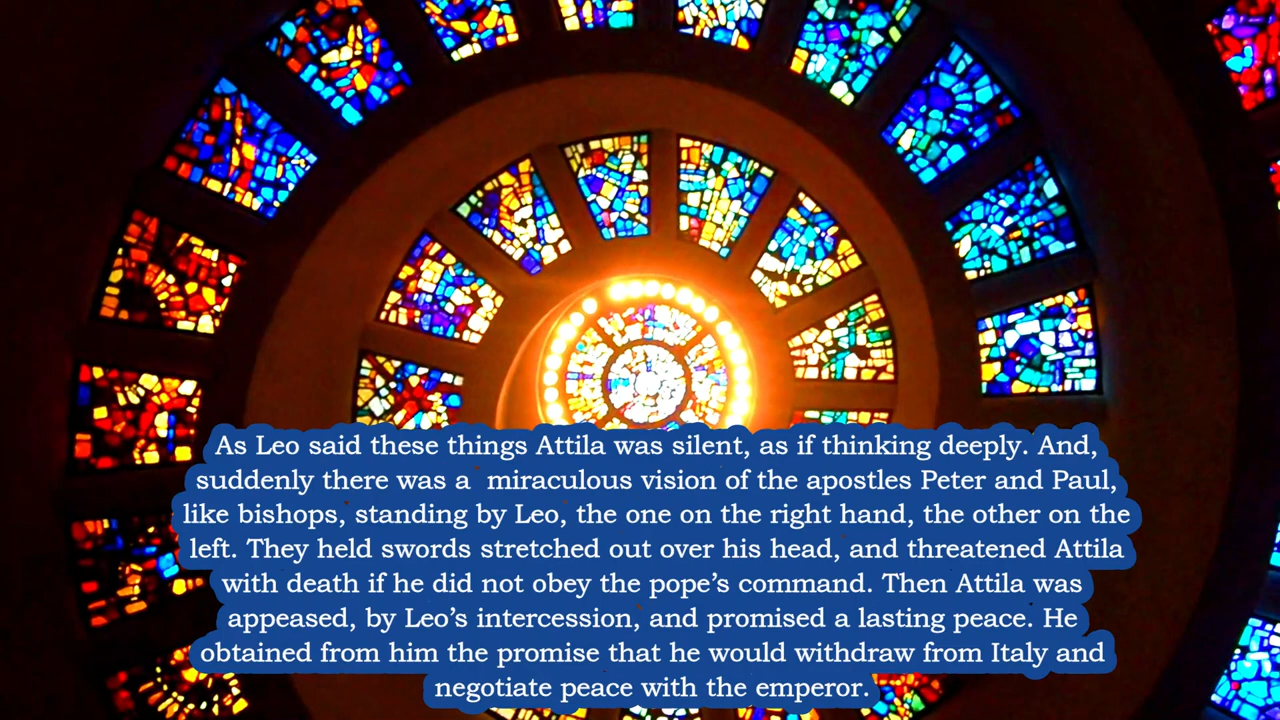 As Leo said these things Attila was silent, as if thinking deeply. And,
suddenly there was a  miraculous vision of the apostles Peter and Paul,
like bishops, standing by Leo, the one on the right hand, the other on the
left. They held swords stretched out over his head, and threatened Attila
with death if he did not obey the pope’s command. Then Attila was
appeased, by Leo’s intercession, and promised a lasting peace. He
obtained from him the promise that he would withdraw from Italy and
negotiate peace with the emperor.